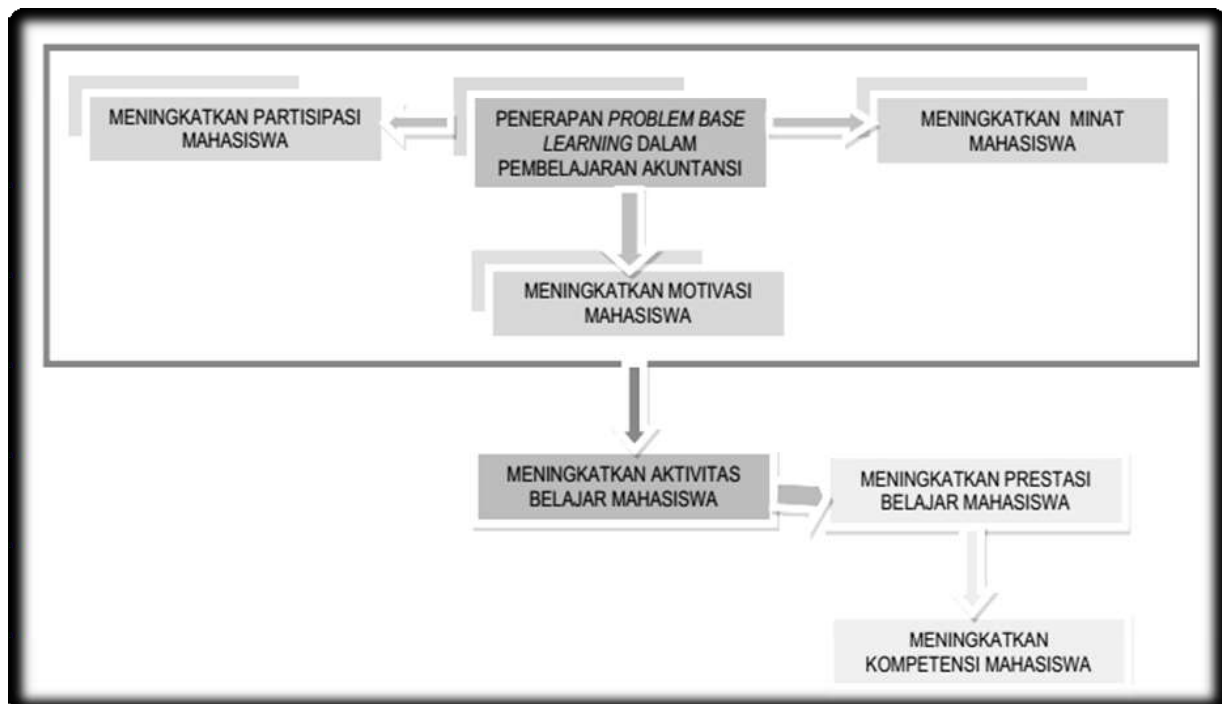 MENINGKATKAN PARTISIPASI
MAHASISWA
PENERAPAN PROBLEM BASE
LEARNING DALAM
PEMBELAJARAN AKUNTANSI
MENINGKATKAN MINAT
MAHASISWA
MENINGKATKAN MOTIVASI
MAHASISWA
MENINGKATKAN AKTIVITAS
BELAJAR MAHASISWA
MENINGKATKAN PRESTASI
BELAJAR MAHASISWA
MENINGKATKAN
KOMPETENSI MAHASISWA